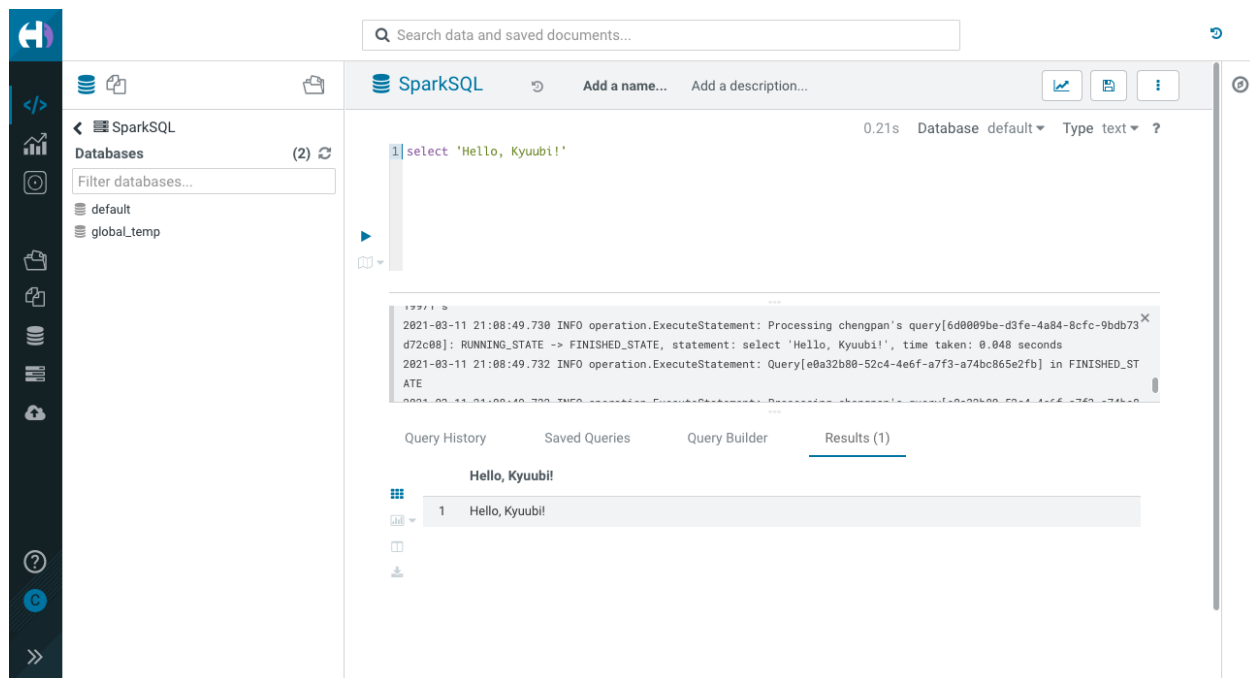 Search data and saved documents...
SparkSQL
Add a name...
Add a description...
SparkSQL
Databases
(2)
Filter databases...
default
global_temp
0.21s Database default Type text ?
1 select 'Hello, Kyuubi!'
19971 s
2021-03-11 21:08:49.730 INFO operation.ExecuteStatement: Processing chengpan's query[6d0009be-d3fe-4a84-8cfc-9bdb73
d72c08]: RUNNING_STATE -> FINISHED_STATE, statement: select 'Hello, Kyuubi!', time taken: 0.048 seconds
2021-03-11 21:08:49.732 INFO operation.ExecuteStatement: Query[e0a32b80-52c4-4e6f-a7f3-a74bc865e2fb] in FINISHED_ST
ATE
Query History
Saved Queries
Query Builder
Results (1)
Hello, Kyuubi!
1 Hello, Kyuubi!
C